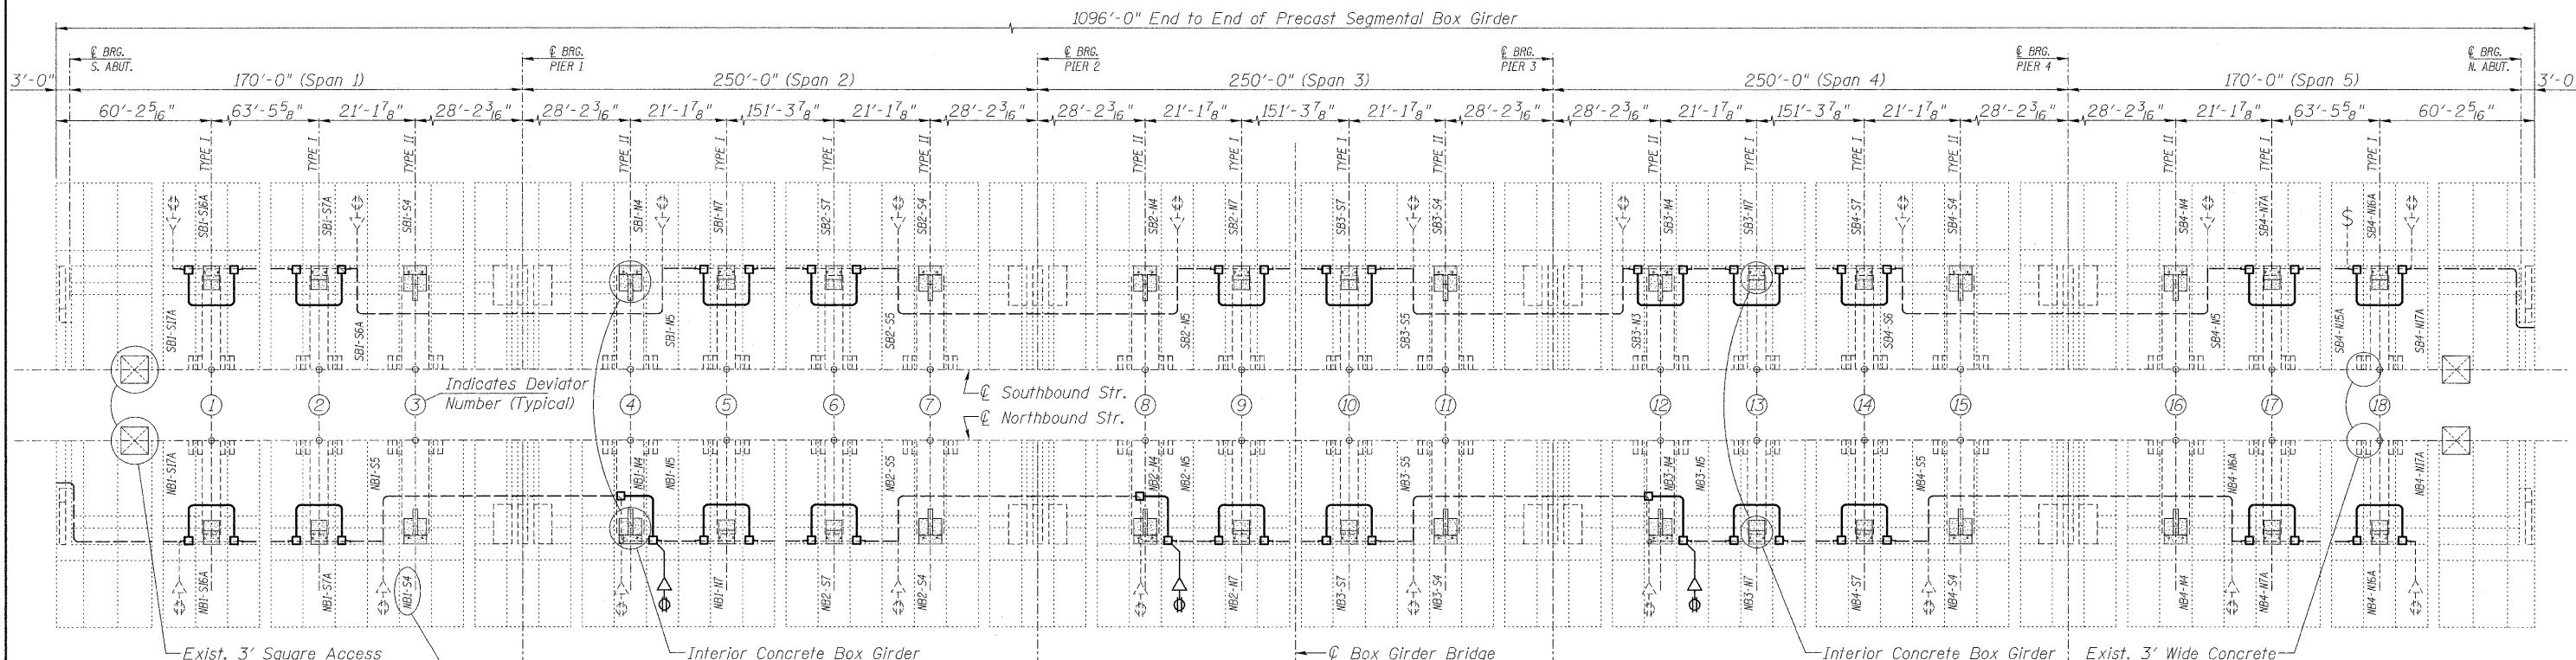 1096'-0" End to End of Precast Segmental Box Girder
℄ BRG. S. ABUT.
℄ BRG. PIER 1
℄ BRG. PIER 2
℄ BRG. PIER 3
℄ BRG. PIER 4
℄ BRG. N. ABUT.
3'-0" 170'-0" (Span 1) 250'-0" (Span 2) 250'-0" (Span 3) 250'-0" (Span 4) 170'-0" (Span 5) 3'-0
60'-2 5/16" 63'-5 5/8" 21'-1 7/8" 28'-2 3/16" 28'-2 3/16" 21'-1 7/8" 151'-3 7/8" 21'-1 7/8" 28'-2 3/16" 28'-2 3/16" 21'-1 7/8" 151'-3 7/8" 21'-1 7/8" 28'-2 3/16" 28'-2 3/16" 21'-1 7/8" 151'-3 7/8" 21'-1 7/8" 28'-2 3/16" 28'-2 3/16" 21'-1 7/8" 63'-5 5/8" 60'-2 5/16"
TYPE I TYPE I TYPE II TYPE II TYPE I TYPE I TYPE II TYPE II TYPE I TYPE I TYPE II TYPE II TYPE I TYPE I TYPE II TYPE II TYPE I TYPE I
SB1-S16A SB1-S7A SB1-S4 SB1-N4 SB1-N7 SB2-S7 SB2-S4 SB2-N4 SB2-N7 SB3-S7 SB3-S4 SB3-N4 SB3-N7 SB4-S7 SB4-S4 SB4-N4 SB4-N7A SB4-N16A
SB1-S17A SB1-S6A SB1-N5 SB2-S5 SB2-N5 SB3-S5 SB3-N3 SB4-S6 SB4-N5 SB4-N15A SB4-N17A
Indicates Deviator
Number (Typical)
℄ Southbound Str.
1 2 3 4 5 6 7 8 9 10 11 12 13 14 15 16 17 18
℄ Northbound Str.
NB1-S17A NB1-S5 NB1-N4 NB1-N5 NB2-S5 NB2-N4 NB2-N5 NB3-S5 NB3-N4 NB3-N5 NB4-S5 NB4-N6A NB4-N17A
NB1-S16A NB1-S7A NB1-S4 NB1-N7 NB2-S7 NB2-S4 NB2-N7 NB3-S7 NB3-S4 NB3-N7 NB4-S7 NB4-S4 NB4-N4 NB4-N7A NB4-N16A
Exist. 3' Square Access
Interior Concrete Box Girder
℄ Box Girder Bridge
Interior Concrete Box Girder
Exist. 3' Wide Concrete